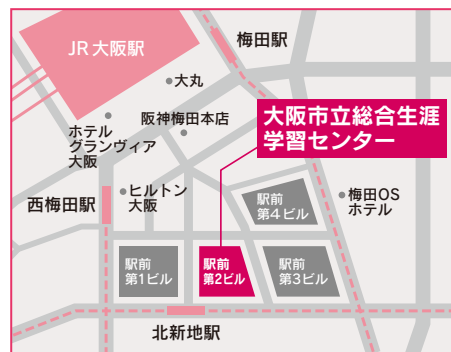 JR大阪駅
梅田駅
大丸
阪神梅田本店
大阪市立総合生涯
学習センター
ホテル
グランヴィア
大阪
西梅田駅
ヒルトン
大阪
駅前
第4ビル
梅田OS
ホテル
駅前
第1ビル
駅前
第2ビル
駅前
第3ビル
北新地駅